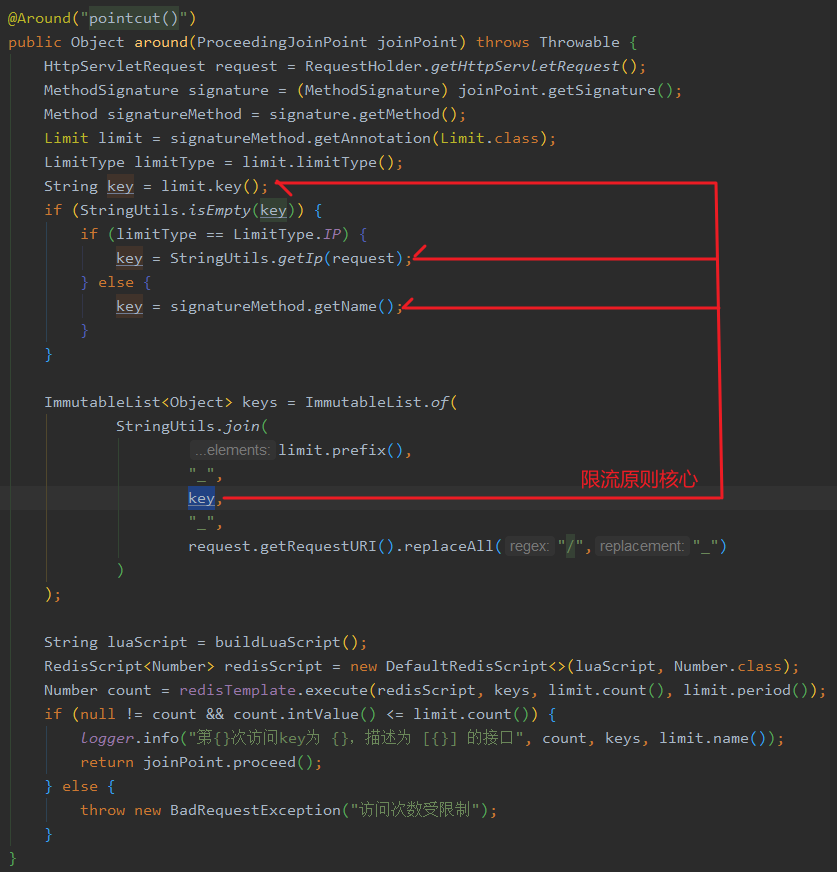 @Around("pointcut()")
public Object around(ProceedingJoinPoint joinPoint) throws Throwable {
HttpServletRequest request = RequestHolder.getHttpServletRequest();
MethodSignature signature = (MethodSignature) joinPoint.getSignature();
Method signatureMethod = signature.getMethod();
Limit limit = signatureMethod.getAnnotation(Limit.class);
LimitType limitType = limit.limitType();
String key = limit.key();
if (StringUtils.isEmpty(key)) {
if (limitType == LimitType.IP) {
key = StringUtils.getIp(request);
} else {
key = signatureMethod.getName();
}
}
ImmutableList<Object> keys = ImmutableList.of(
StringUtils.join(
...elements: limit.prefix(),
"_",
限流原则核心
key,
"_",
request.getRequestURI().replaceAll( regex: "/", replacement: "_")
)
);
String luaScript = buildLuaScript();
RedisScript<Number> redisScript = new DefaultRedisScript<>(luaScript, Number.class);
Number count = redisTemplate.execute(redisScript, keys, limit.count(), limit.period());
if (null != count && count.intValue() <= limit.count()) {
logger.info("第{}次访问key为 {}，描述为 [{}] 的接口", count, keys, limit.name());
return joinPoint.proceed();
} else {
throw new BadRequestException("访问次数受限制");
}
}